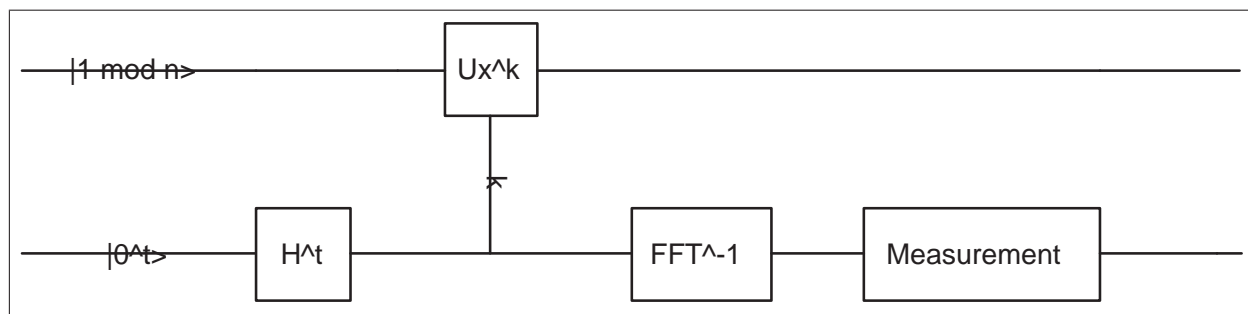 |1 mod n>
Ux^k
k
|0^t>
H^t
FFT^-1
Measurement